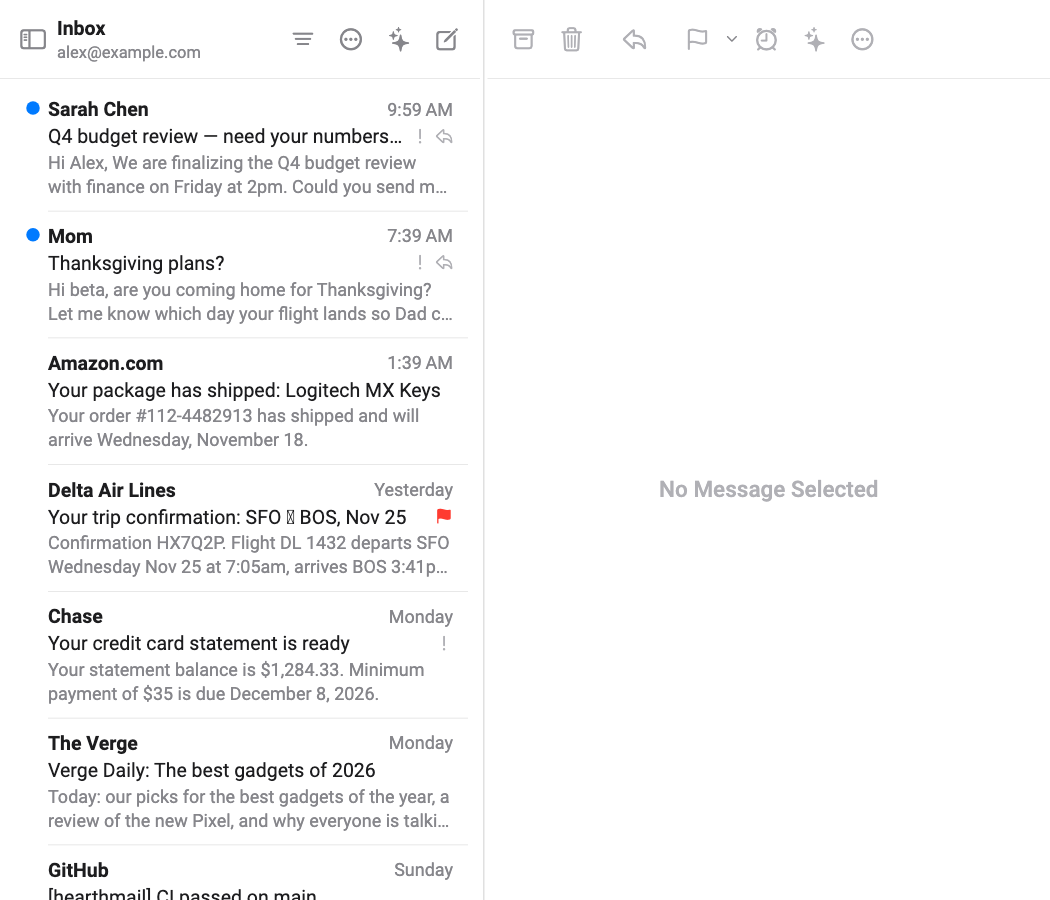 Inbox
alex@example.com
Sarah Chen 9:59 AM
Q4 budget review — need your numbers… !
Hi Alex, We are finalizing the Q4 budget review
with finance on Friday at 2pm. Could you send m…
Mom 7:39 AM
Thanksgiving plans? !
Hi beta, are you coming home for Thanksgiving?
Let me know which day your flight lands so Dad c…
Amazon.com 1:39 AM
Your package has shipped: Logitech MX Keys
Your order #112-4482913 has shipped and will
arrive Wednesday, November 18.
Delta Air Lines Yesterday
Your trip confirmation: SFO BOS, Nov 25
Confirmation HX7Q2P. Flight DL 1432 departs SFO
Wednesday Nov 25 at 7:05am, arrives BOS 3:41p…
Chase Monday
Your credit card statement is ready !
Your statement balance is $1,284.33. Minimum
payment of $35 is due December 8, 2026.
The Verge Monday
Verge Daily: The best gadgets of 2026
Today: our picks for the best gadgets of the year, a
review of the new Pixel, and why everyone is talki…
GitHub Sunday
[hearthmail] CI passed on main
No Message Selected